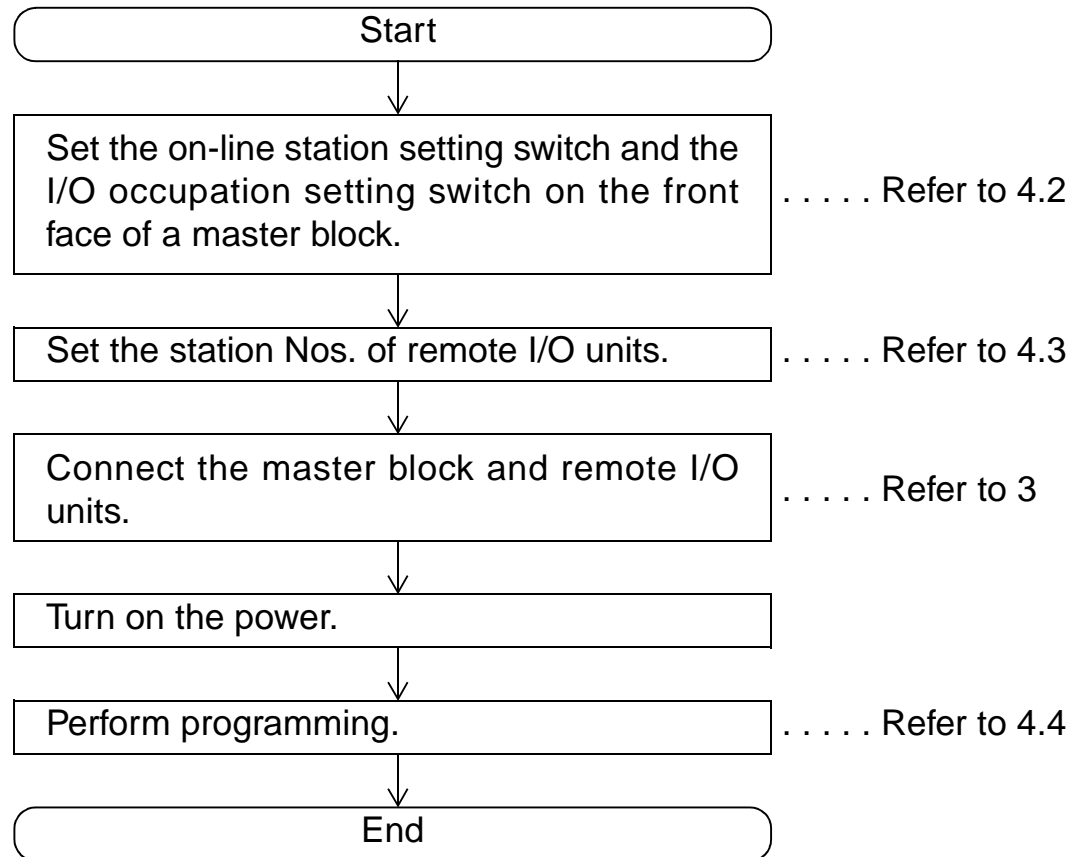 Start
Set the on-line station setting switch and the
I/O occupation setting switch on the front
face of a master block.
. . . . . Refer to 4.2
Set the station Nos. of remote I/O units.
. . . . . Refer to 4.3
Connect the master block and remote I/O
units.
. . . . . Refer to 3
Turn on the power.
Perform programming.
. . . . . Refer to 4.4
End